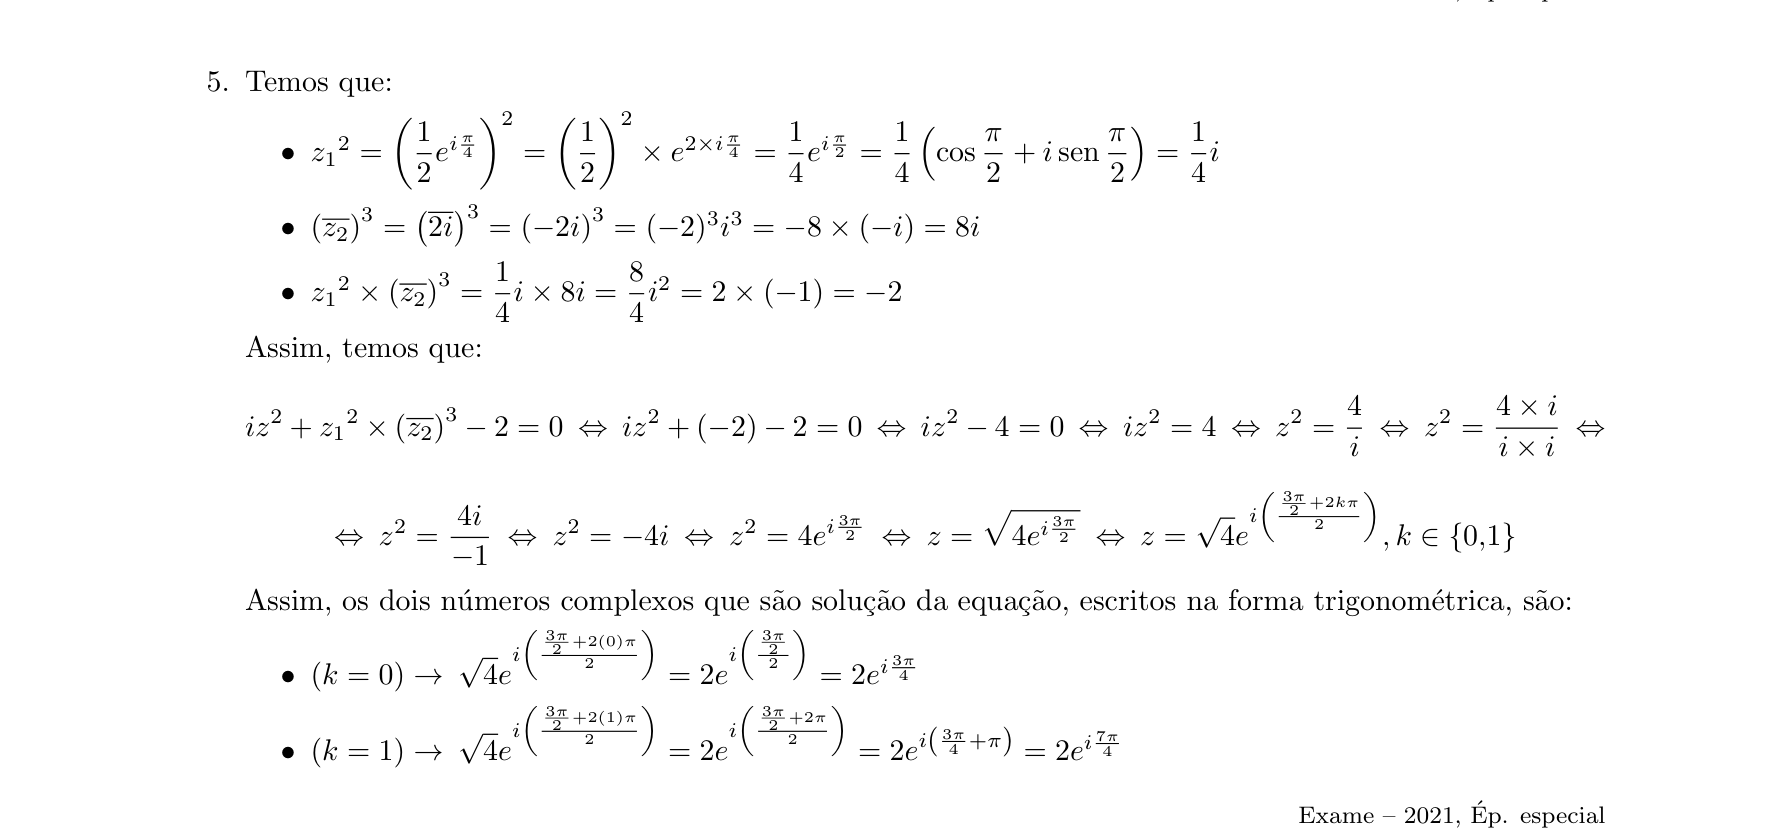 5. Temos que:
• z₁² = (1/2 e^{iπ/4})² = (1/2)² × e^{2×iπ/4} = 1/4 e^{iπ/2} = 1/4 (cos π/2 + i sen π/2) = 1/4 i
• (z̅₂)³ = (2̅i̅)³ = (−2i)³ = (−2)³i³ = −8 × (−i) = 8i
• z₁² × (z̅₂)³ = 1/4 i × 8i = 8/4 i² = 2 × (−1) = −2
Assim, temos que:
iz² + z₁² × (z̅₂)³ − 2 = 0 ⇔ iz² + (−2) − 2 = 0 ⇔ iz² − 4 = 0 ⇔ iz² = 4 ⇔ z² = 4/i ⇔ z² = (4 × i)/(i × i) ⇔
⇔ z² = 4i/−1 ⇔ z² = −4i ⇔ z² = 4e^{i3π/2} ⇔ z = √(4e^{i3π/2}) ⇔ z = √4e^{i((3π/2+2kπ)/2)}, k ∈ {0,1}
Assim, os dois números complexos que são solução da equação, escritos na forma trigonométrica, são:
• (k = 0) → √4e^{i((3π/2+2(0)π)/2)} = 2e^{i((3π/2)/2)} = 2e^{i3π/4}
• (k = 1) → √4e^{i((3π/2+2(1)π)/2)} = 2e^{i((3π/2+2π)/2)} = 2e^{i(3π/4+π)} = 2e^{i7π/4}
Exame – 2021, Ép. especial